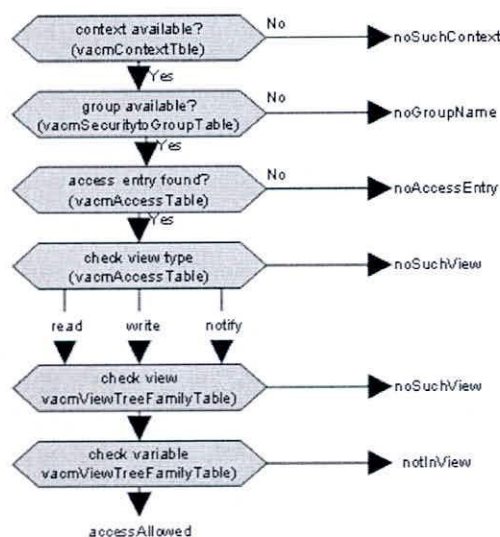 context available?
(vacmContextTble)
No
noSuchContext
Yes
group available?
(vacmSecuritytoGroupTable)
No
noGroupName
Yes
access entry found?
(vacmAccessTable)
No
noAccessEntry
Yes
check view type
(vacmAccessTable)
noSuchView
read
write
notify
check view
vacmViewTreeFamilyTable)
noSuchView
check variable
vacmViewTreeFamilyTable)
notInView
accessAllowed